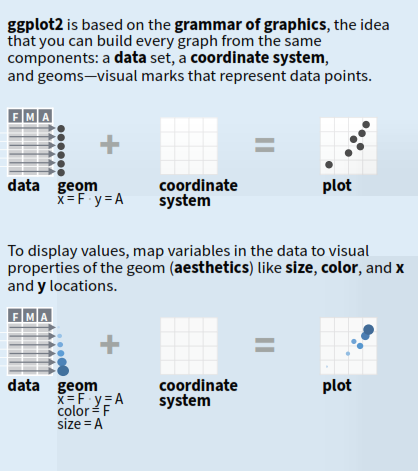 ggplot2 is based on the grammar of graphics, the idea
that you can build every graph from the same
components: a data set, a coordinate system,
and geoms—visual marks that represent data points.
F M A
+
=
data geom coordinate plot
x = F · y = A system
To display values, map variables in the data to visual
properties of the geom (aesthetics) like size, color, and x
and y locations.
F M A
+
=
data geom coordinate plot
x = F · y = A system
color = F
size = A